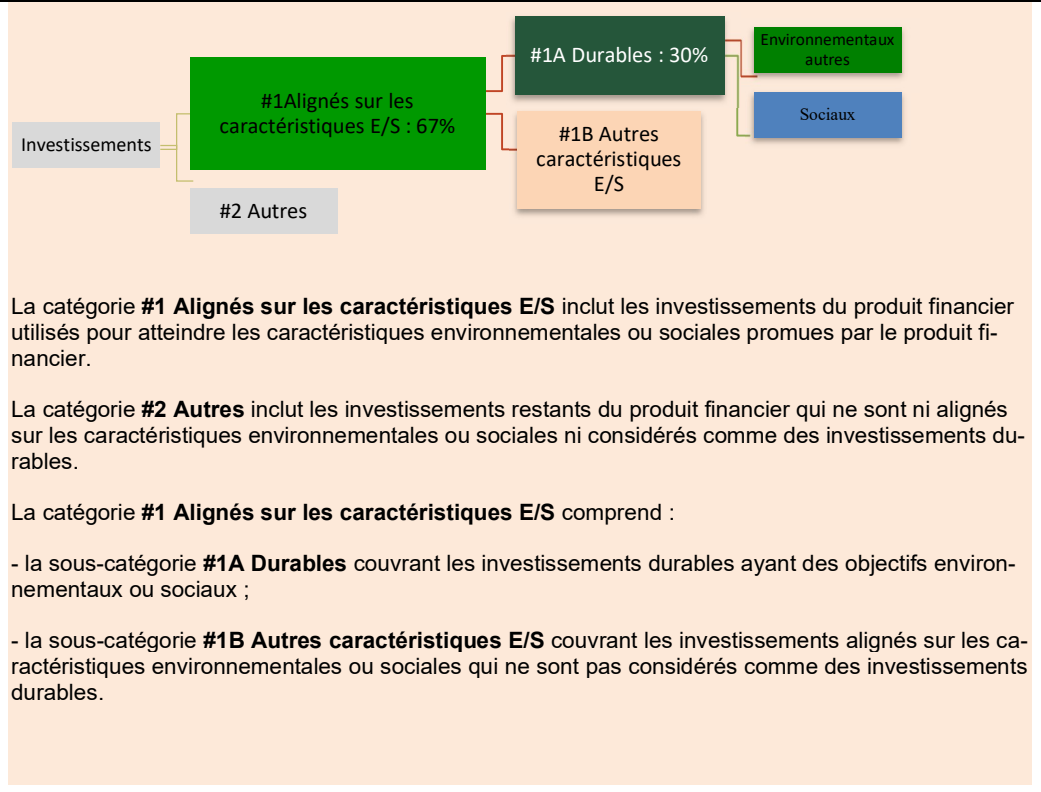 Investissements
#1Alignés sur les
caractéristiques E/S : 67%
#2 Autres
#1A Durables : 30%
#1B Autres
caractéristiques
E/S
Environnementaux
autres
Sociaux
La catégorie #1 Alignés sur les caractéristiques E/S inclut les investissements du produit financier
utilisés pour atteindre les caractéristiques environnementales ou sociales promues par le produit fi-
nancier.
La catégorie #2 Autres inclut les investissements restants du produit financier qui ne sont ni alignés
sur les caractéristiques environnementales ou sociales ni considérés comme des investissements du-
rables.
La catégorie #1 Alignés sur les caractéristiques E/S comprend :
- la sous-catégorie #1A Durables couvrant les investissements durables ayant des objectifs environ-
nementaux ou sociaux ;
- la sous-catégorie #1B Autres caractéristiques E/S couvrant les investissements alignés sur les ca-
ractéristiques environnementales ou sociales qui ne sont pas considérés comme des investissements
durables.